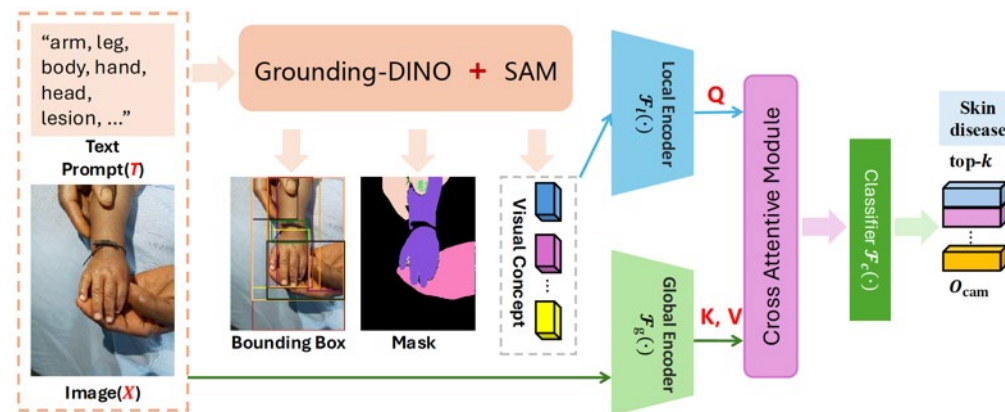 “arm, leg,
body, hand,
head,
lesion, ...”
Text
Prompt(T)
Image(X)
Grounding-DINO + SAM
Bounding Box
Mask
Visual Concept
...
Local Encoder
ℱl(·)
Q
Global Encoder
ℱg(·)
K, V
Cross Attentive Module
Classifier ℱc(·)
Skin
disease
top-k
...
Ocam